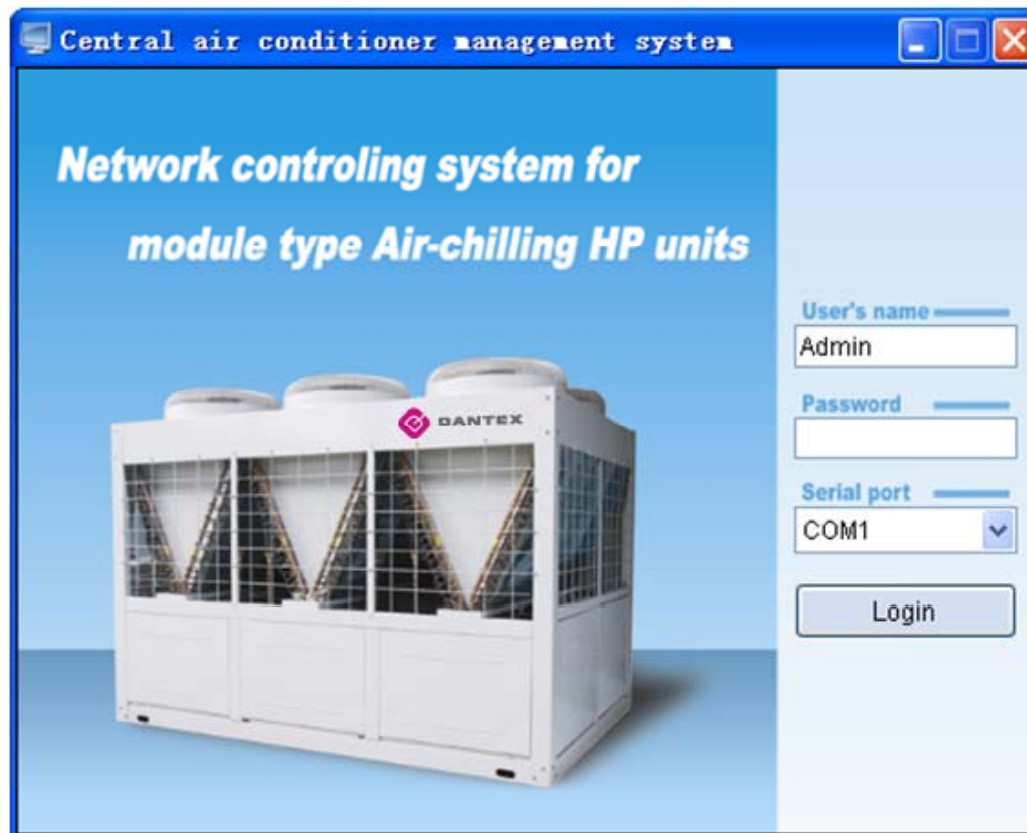 Central air conditioner management system
Network controling system for
module type Air-chilling HP units
DANTEX
User's name
Admin
Password
Serial port
COM1
Login